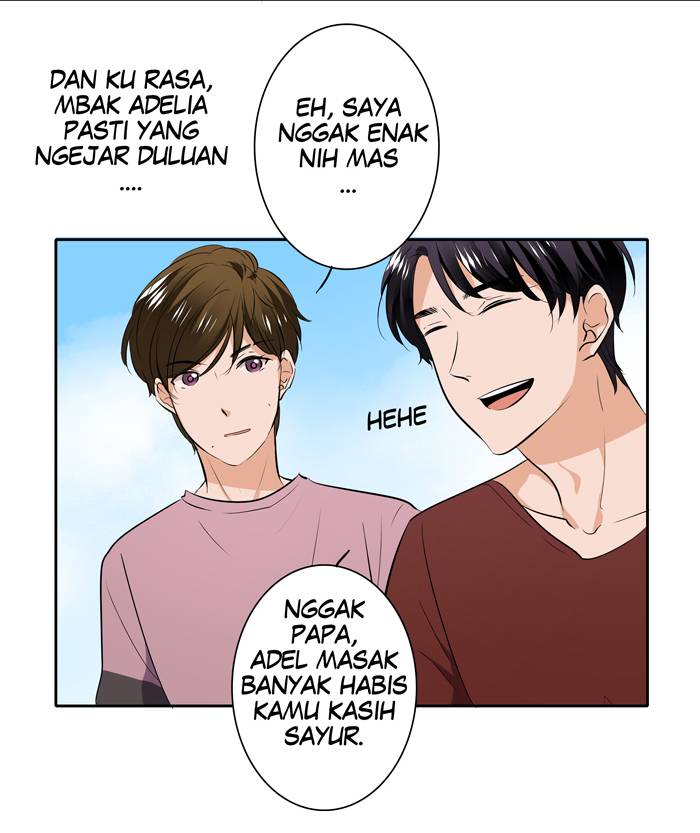 DAN KU RASA,
MBAK ADELIA
PASTI YANG
NGEJAR DULUAN
....
EH, SAYA
NGGAK ENAK
NIH MAS
...
HEHE
NGGAK
PAPA,
ADEL MASAK
BANYAK HABIS
KAMU KASIH
SAYUR.